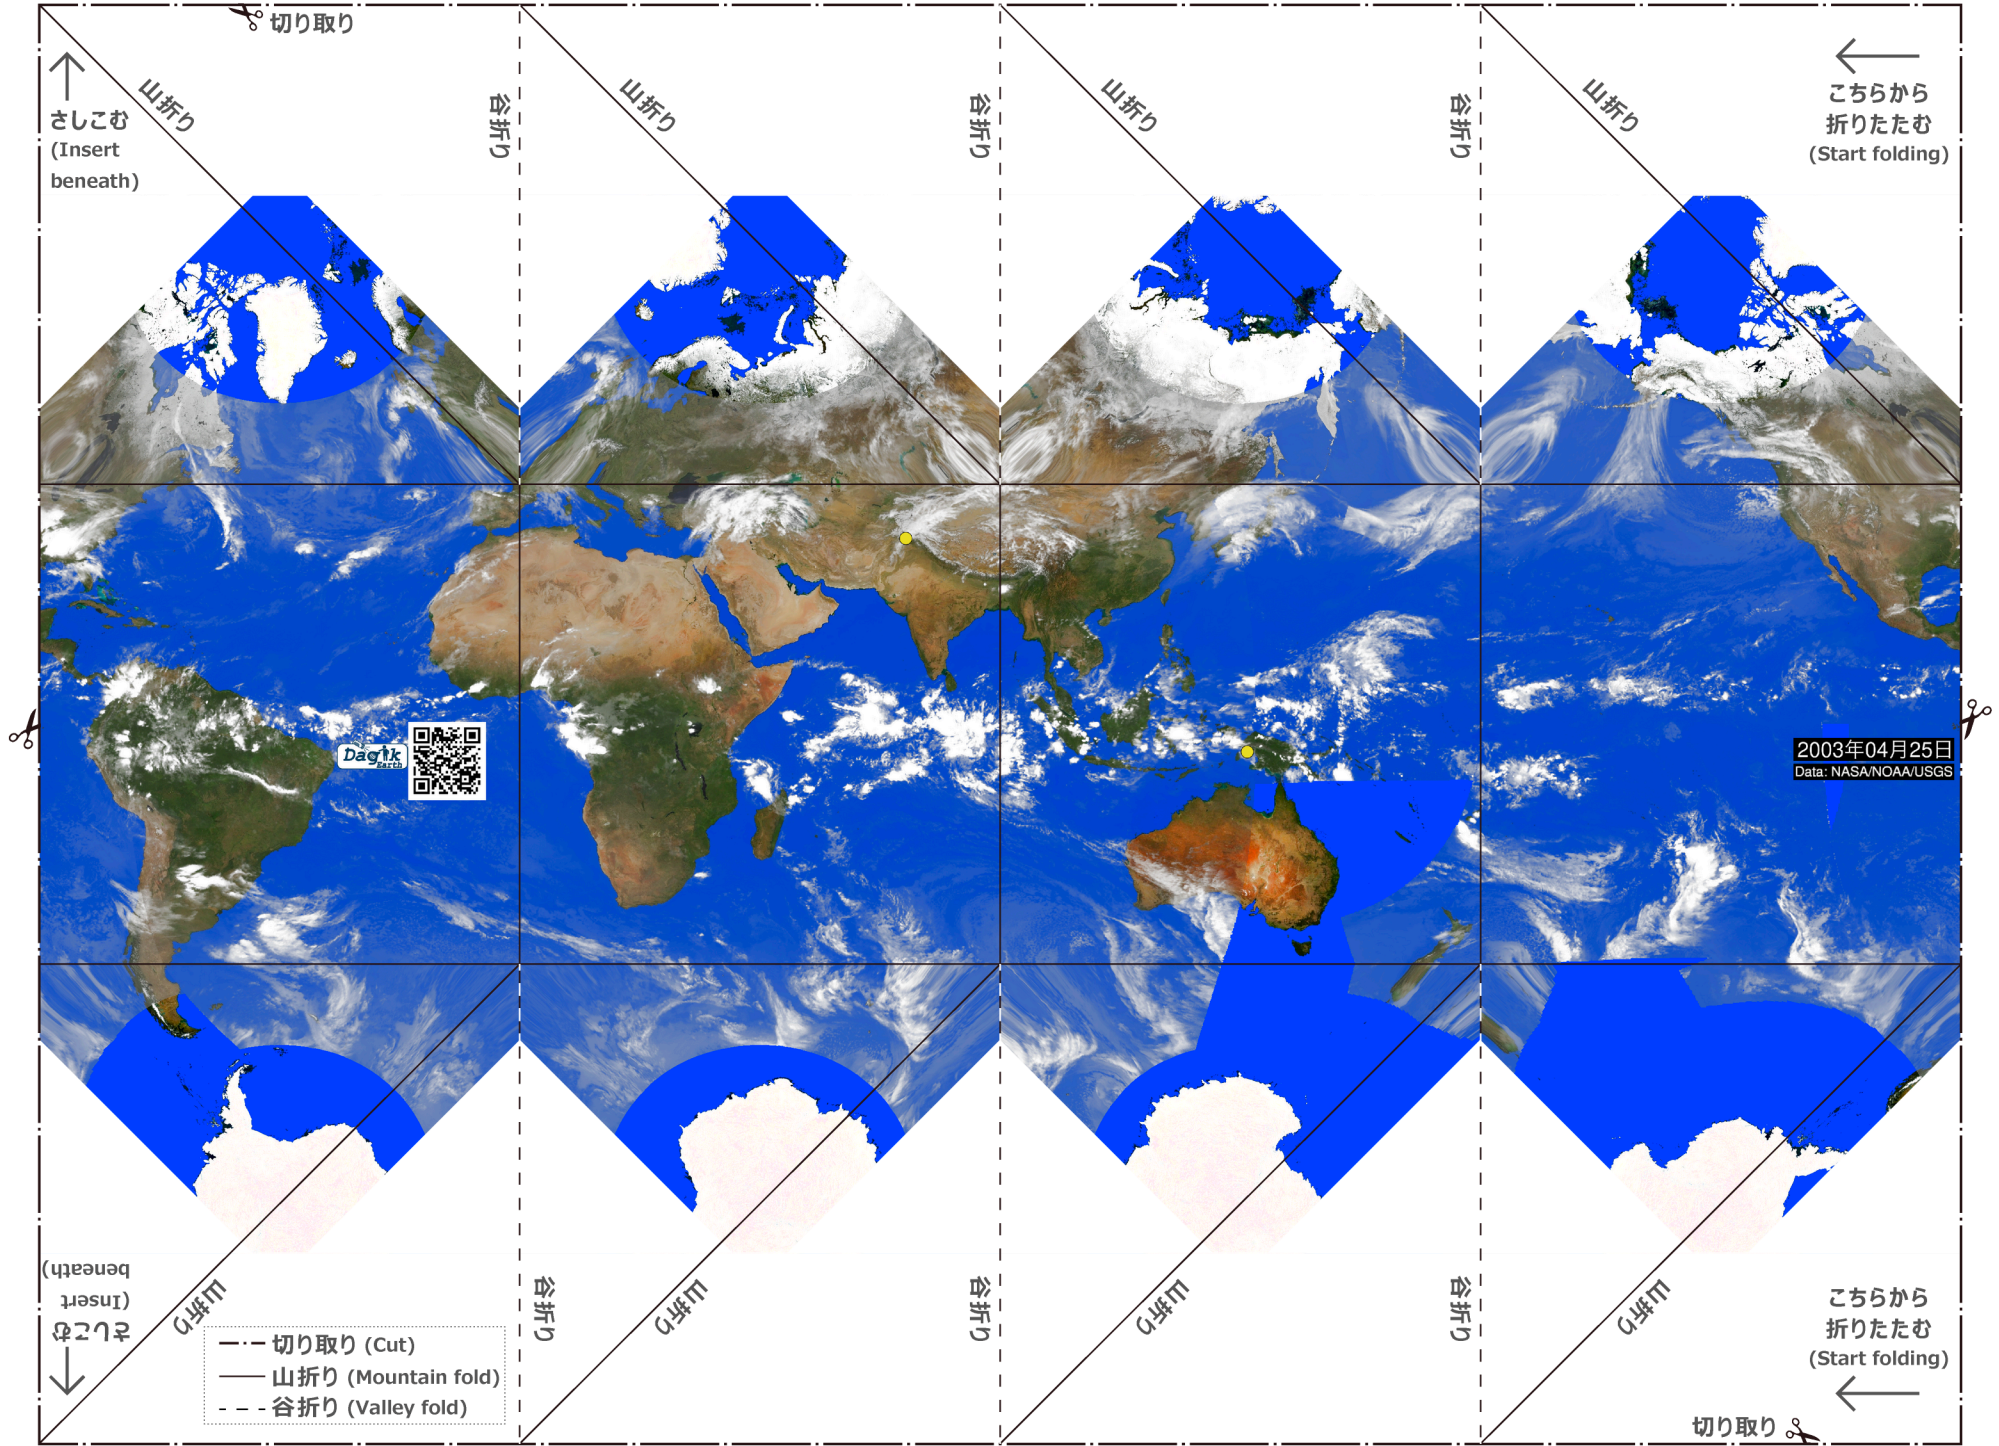 切り取り
さしこむ
(Insert
beneath)
山折り
谷折り
山折り
谷折り
山折り
谷折り
山折り
こちらから
折りたたむ
(Start folding)
Dagik
Earth
2003年04月25日
Data: NASA/NOAA/USGS
さしこむ
(Insert
beneath)
山折り
谷折り
山折り
谷折り
山折り
谷折り
山折り
こちらから
折りたたむ
(Start folding)
切り取り (Cut)
山折り (Mountain fold)
谷折り (Valley fold)
切り取り